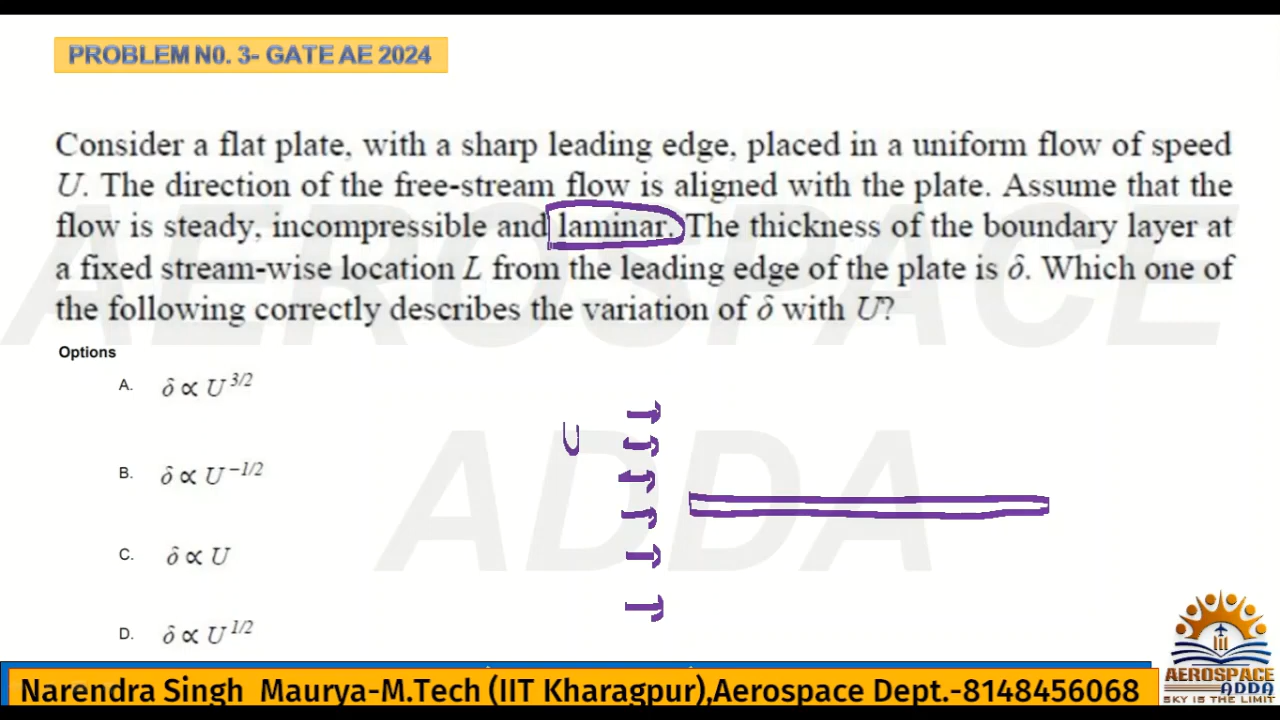 PROBLEM N0. 3- GATE AE 2024
Consider a flat plate, with a sharp leading edge, placed in a uniform flow of speed
U. The direction of the free-stream flow is aligned with the plate. Assume that the
flow is steady, incompressible and laminar. The thickness of the boundary layer at
a fixed stream-wise location L from the leading edge of the plate is δ. Which one of
the following correctly describes the variation of δ with U?
Options
A. δ ∝ U^3/2
B. δ ∝ U^−1/2
C. δ ∝ U
D. δ ∝ U^1/2
U
AEROSPACE
ADDA
Narendra Singh Maurya-M.Tech (IIT Kharagpur),Aerospace Dept.-8148456068
AEROSPACE
ADDA
SKY IS THE LIMIT